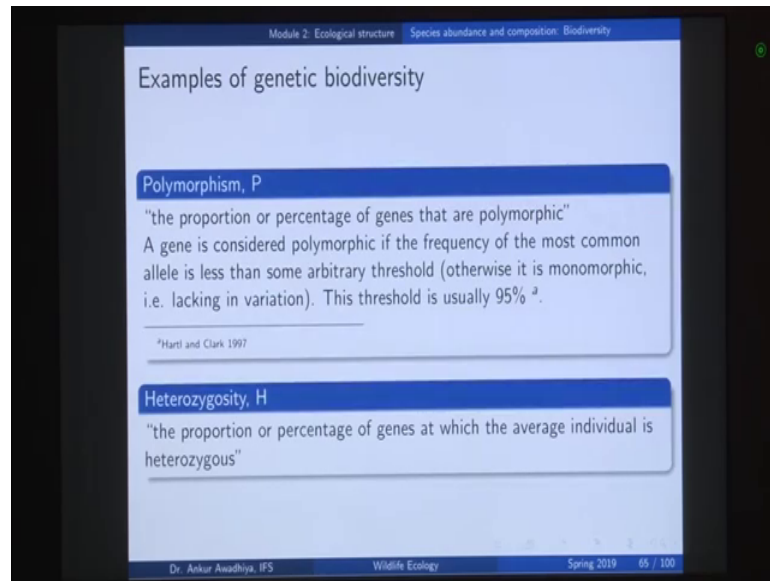 Module 2: Ecological structure Species abundance and composition: Biodiversity
Examples of genetic biodiversity
Polymorphism, P
"the proportion or percentage of genes that are polymorphic"
A gene is considered polymorphic if the frequency of the most common
allele is less than some arbitrary threshold (otherwise it is monomorphic,
i.e. lacking in variation). This threshold is usually 95% ᵃ.
ᵃHartl and Clark 1997
Heterozygosity, H
"the proportion or percentage of genes at which the average individual is
heterozygous"
Dr. Ankur Awadhiya, IFS Wildlife Ecology Spring 2019 65 / 100